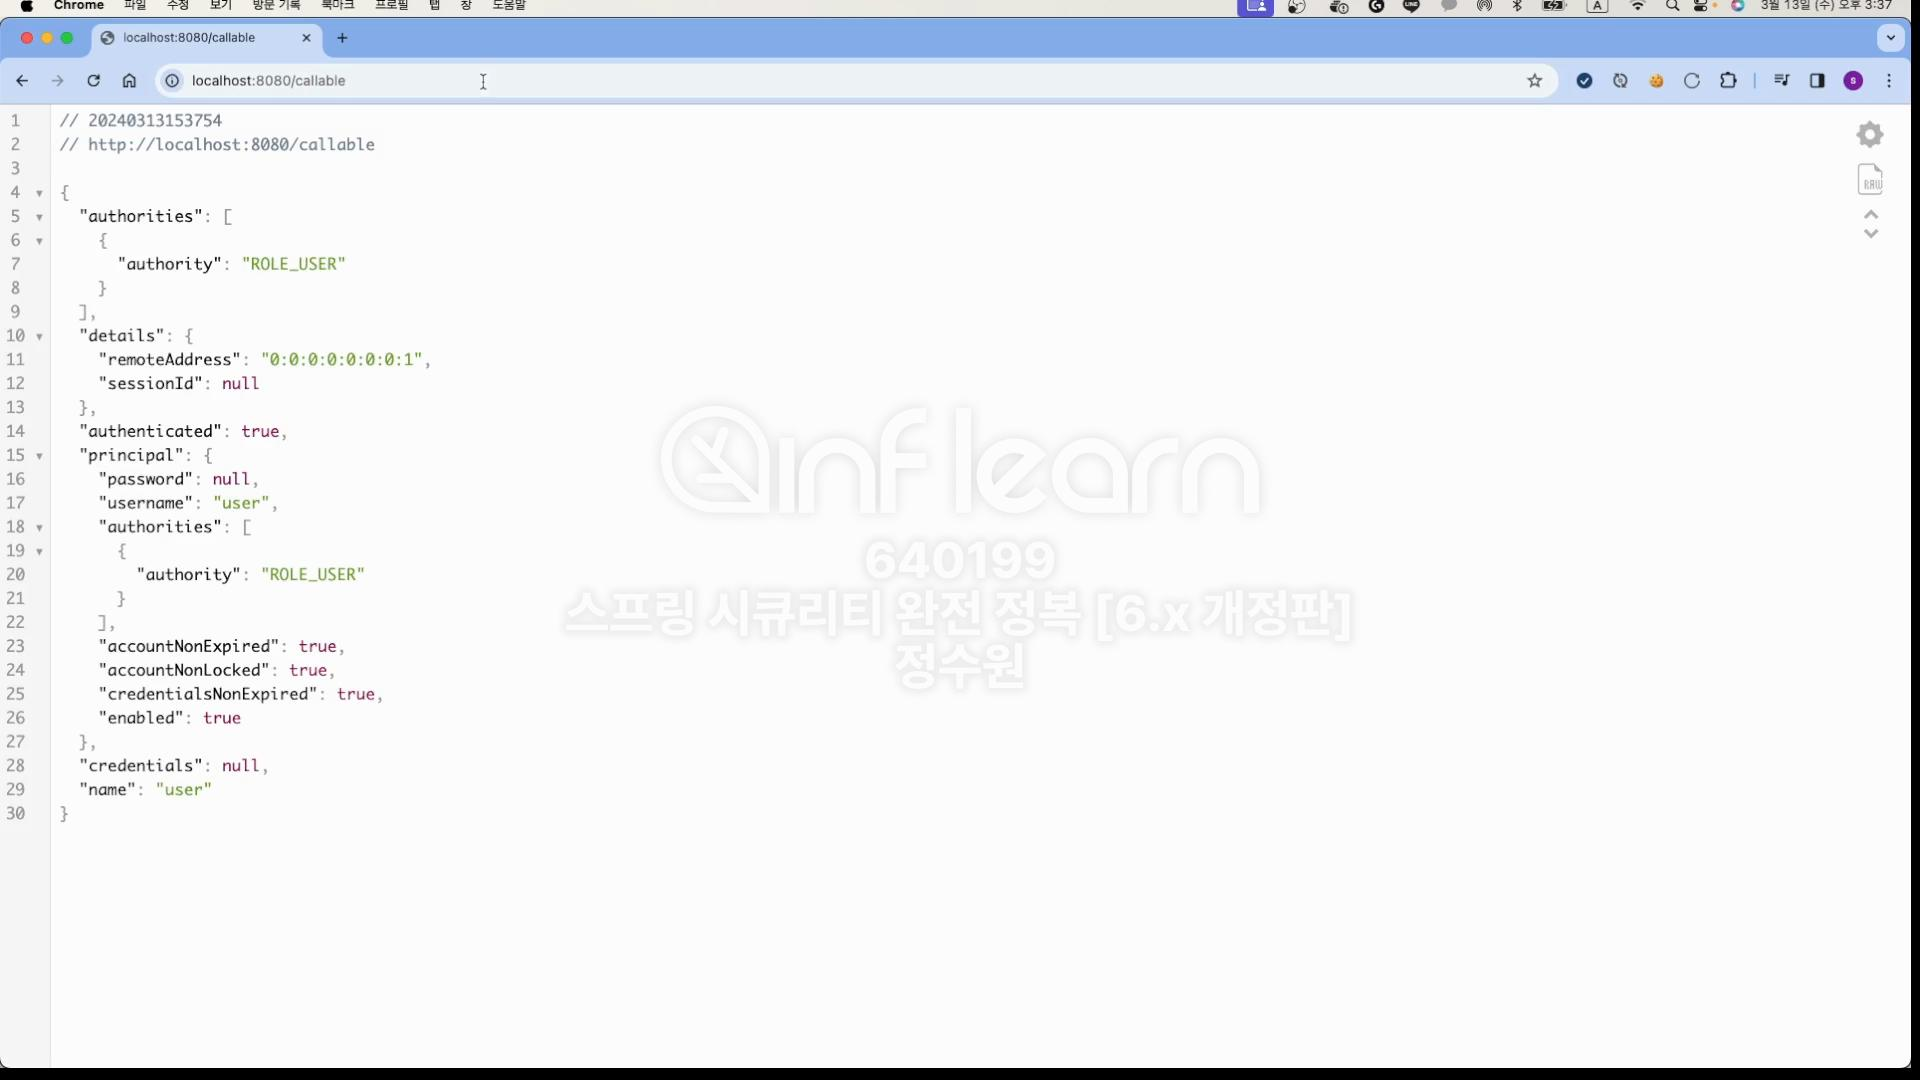 Chrome 파일 수정 보기 방문 기록 북마크 프로필 탭 창 도움말 A 3월 13일 (수) 오후 3:37
localhost:8080/callable
localhost:8080/callable
1 // 20240313153754
2 // http://localhost:8080/callable
3
4 {
5 "authorities": [
6 {
7 "authority": "ROLE_USER"
8 }
9 ],
10 "details": {
11 "remoteAddress": "0:0:0:0:0:0:0:1",
12 "sessionId": null
13 },
14 "authenticated": true,
15 "principal": {
16 "password": null,
17 "username": "user",
18 "authorities": [
19 {
20 "authority": "ROLE_USER"
21 }
22 ],
23 "accountNonExpired": true,
24 "accountNonLocked": true,
25 "credentialsNonExpired": true,
26 "enabled": true
27 },
28 "credentials": null,
29 "name": "user"
30 }
RAW
inflearn
640199
스프링 시큐리티 완전 정복 [6.x 개정판]
정수원